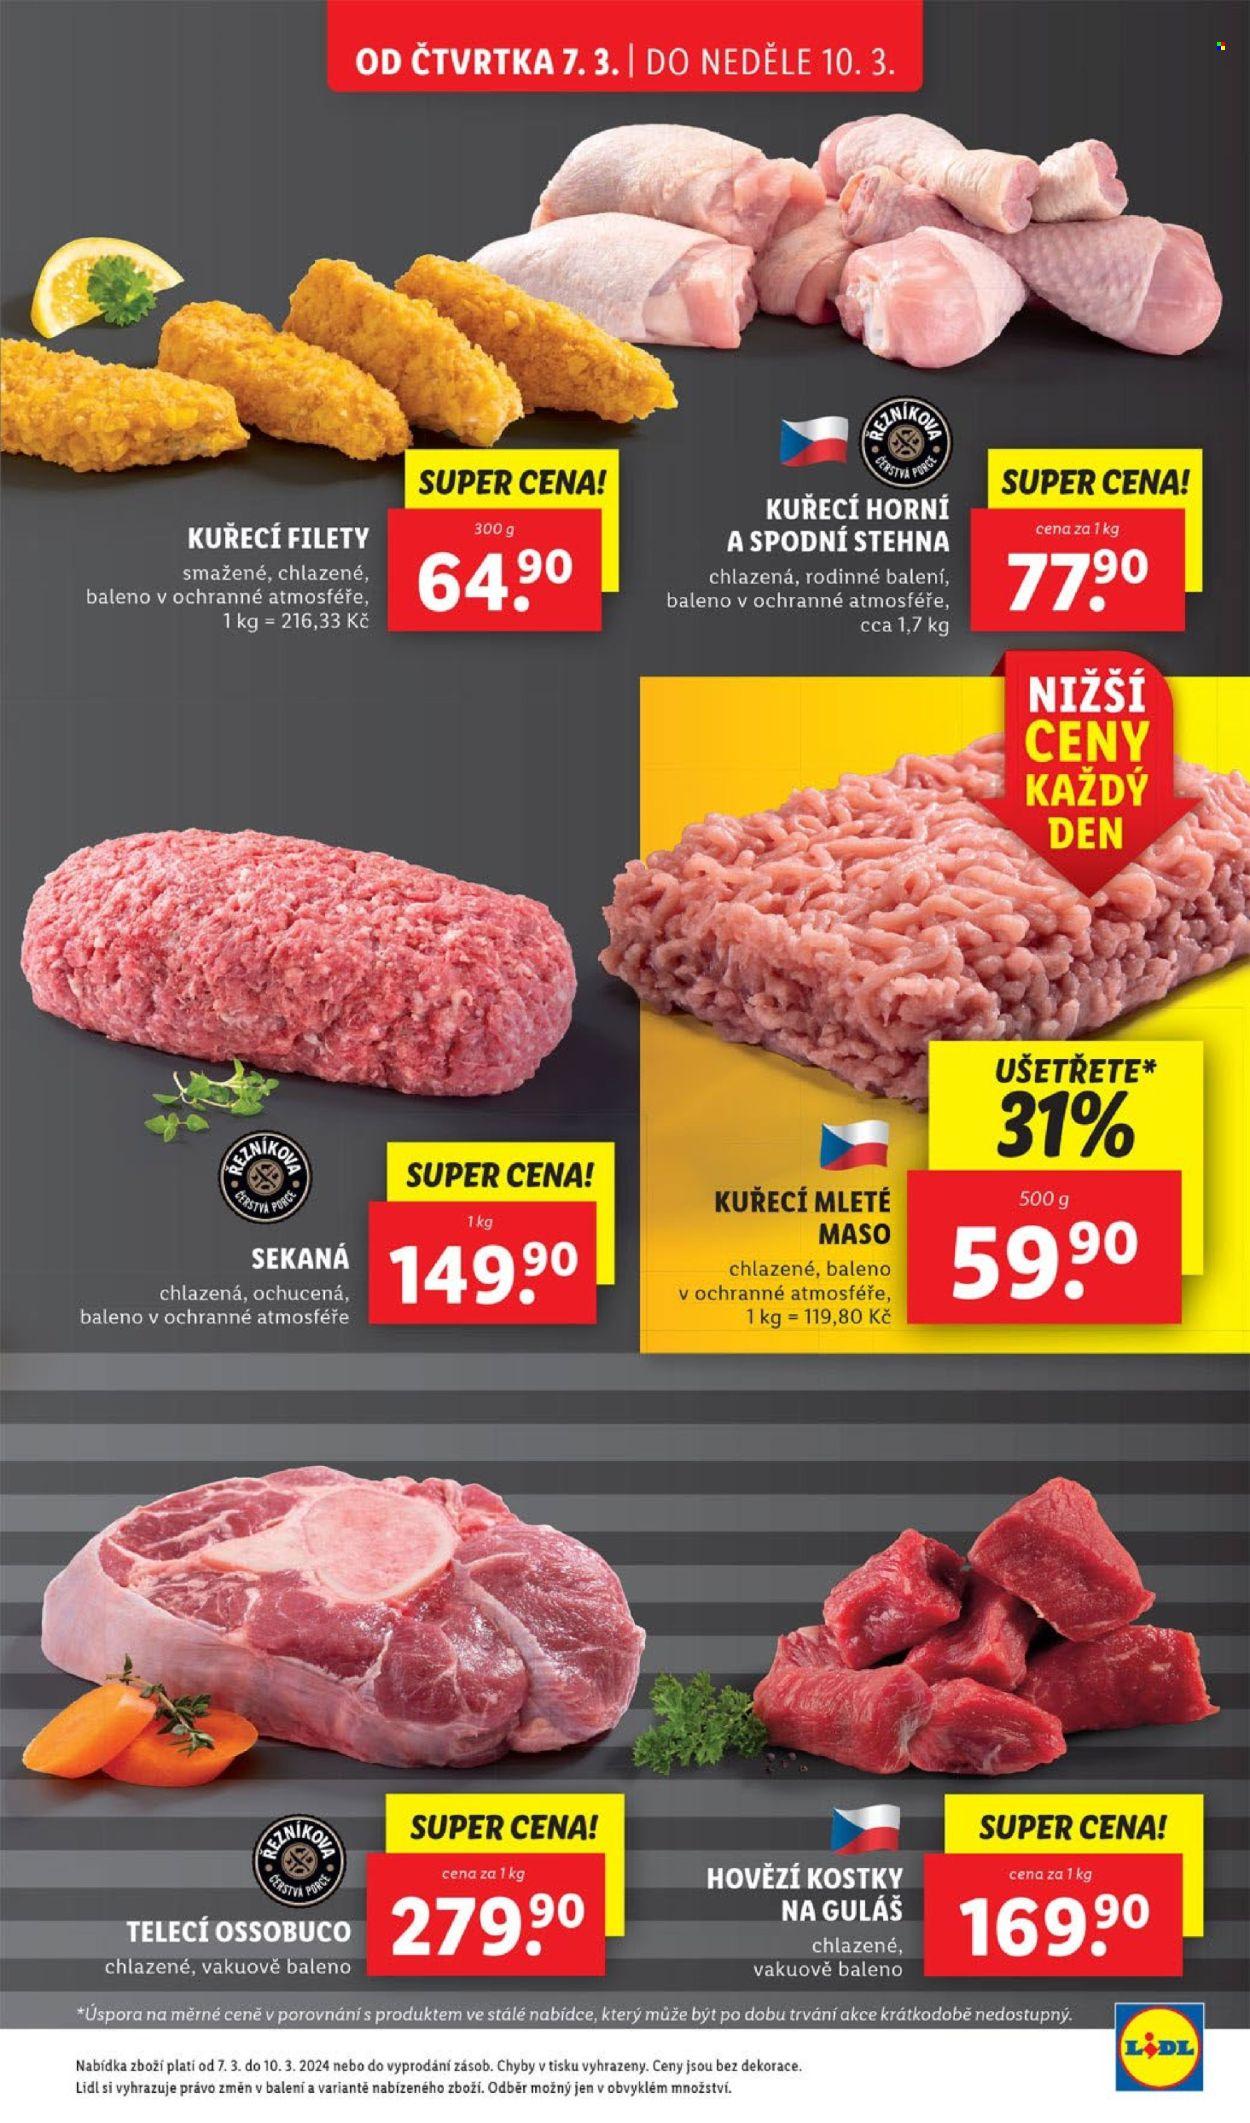 OD ČTVRTKA 7. 3. | DO NEDĚLE 10. 3.
SUPER CENA!
KUŘECÍ FILETY
smažené, chlazené,
baleno v ochranné atmosféře,
1 kg = 216,33 Kč
300 g
64.90
ŘEZNÍKOVA
ČERSTVÁ PORCE
SUPER CENA!
KUŘECÍ HORNÍ
A SPODNÍ STEHNA
chlazená, rodinné balení,
baleno v ochranné atmosféře,
cca 1,7 kg
cena za 1 kg
77.90
NIŽŠÍ
CENY
KAŽDÝ
DEN
ŘEZNÍKOVA
ČERSTVÁ PORCE
SUPER CENA!
SEKANÁ
chlazená, ochucená,
baleno v ochranné atmosféře
1 kg
149.90
UŠETŘETE*
31%
KUŘECÍ MLETÉ
MASO
chlazené, baleno
v ochranné atmosféře,
1 kg = 119,80 Kč
500 g
59.90
ŘEZNÍKOVA
ČERSTVÁ PORCE
SUPER CENA!
TELECÍ OSSOBUCO
chlazené, vakuově baleno
cena za 1 kg
279.90
SUPER CENA!
HOVĚZÍ KOSTKY
NA GULÁŠ
chlazené,
vakuově baleno
cena za 1 kg
169.90
*Úspora na měrné ceně v porovnání s produktem ve stálé nabídce, který může být po dobu trvání akce krátkodobě nedostupný.
Nabídka zboží platí od 7. 3. do 10. 3. 2024 nebo do vyprodání zásob. Chyby v tisku vyhrazeny. Ceny jsou bez dekorace.
Lidl si vyhrazuje právo změn v balení a variantě nabízeného zboží. Odběr možný jen v obvyklém množství.
LIDL